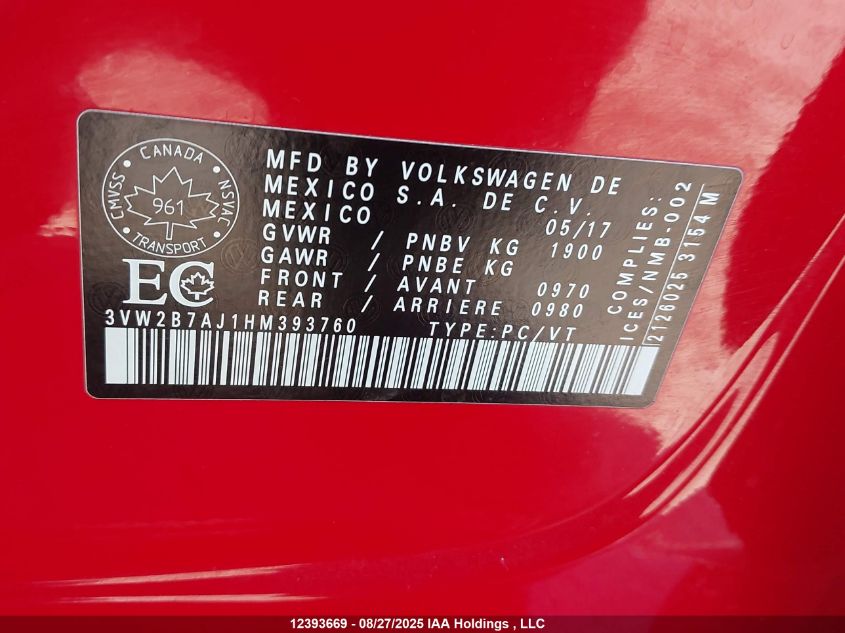 CANADA
CMVSS
961
NSVAC
TRANSPORT
EC
MFD BY VOLKSWAGEN DE
MEXICO S.A. DE C.V.
MEXICO 05/17
GVWR / PNBV KG 1900
GAWR / PNBE KG
FRONT / AVANT 0970
REAR / ARRIERE 0980
3VW2B7AJ1HM393760 TYPE:PC/VT
COMPLIES:
ICES/NMB-002
2126025 3154 M
12393669 - 08/27/2025 IAA Holdings , LLC